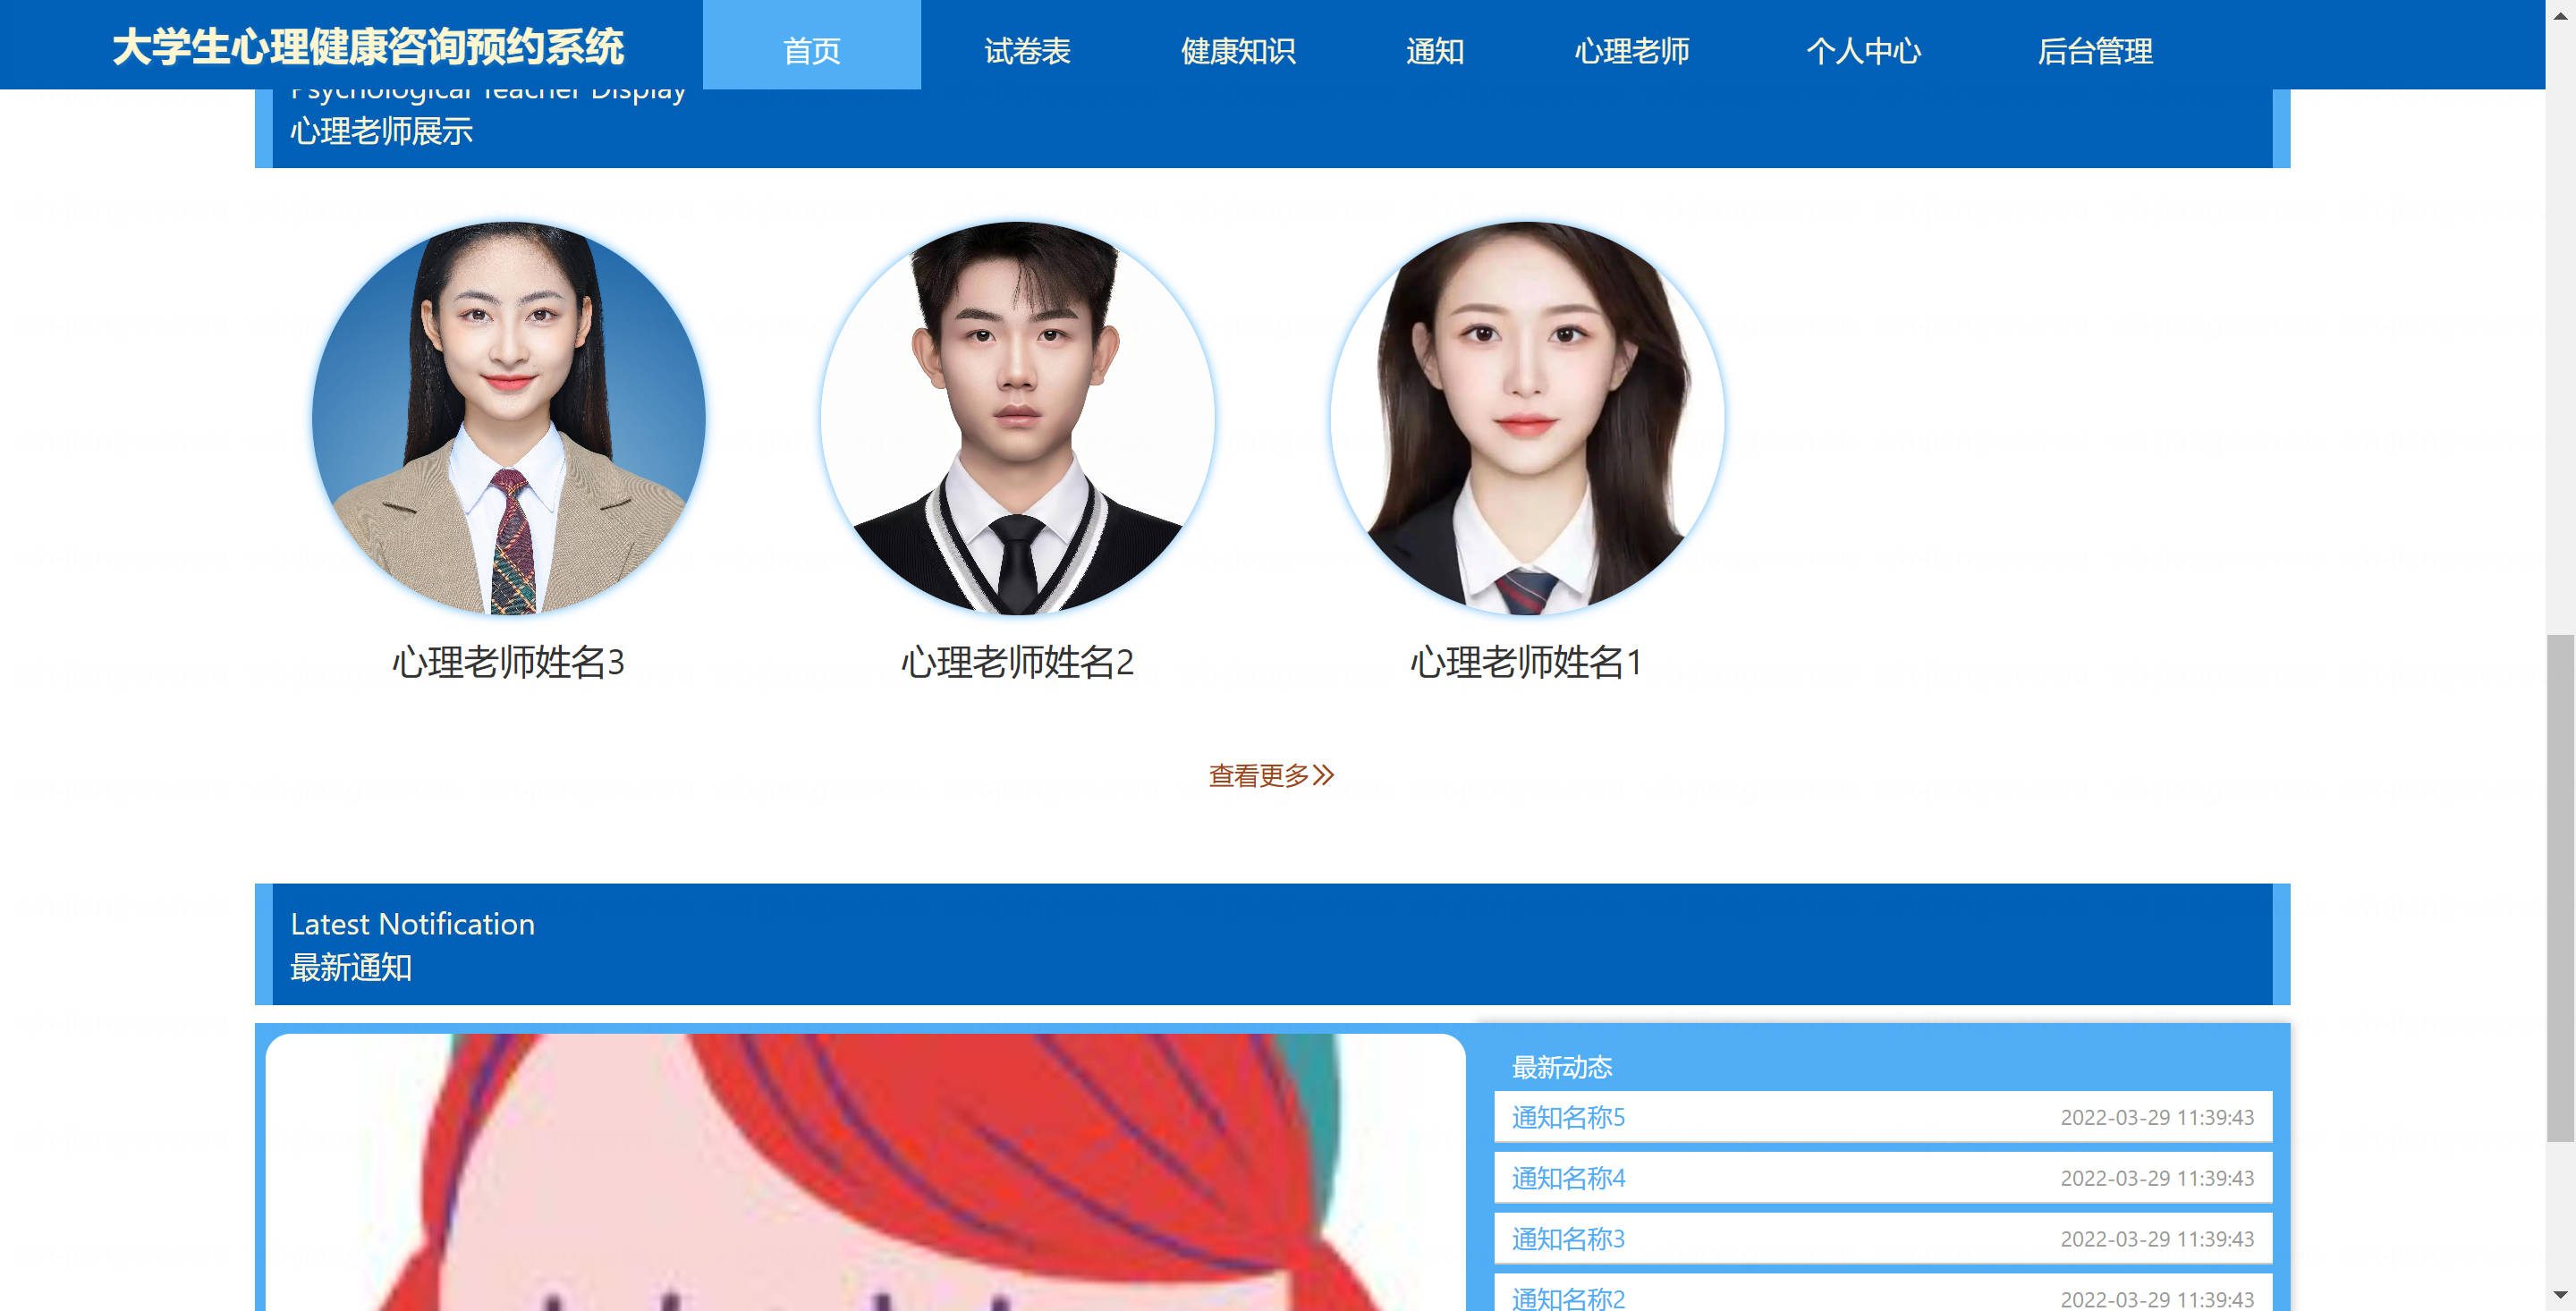 大学生心理健康咨询预约系统 首页 试卷表 健康知识 通知 心理老师 个人中心 后台管理
Psychological Teacher Display
心理老师展示
心理老师姓名3 心理老师姓名2 心理老师姓名1
查看更多
Latest Notification
最新通知
最新动态
通知名称5 2022-03-29 11:39:43
通知名称4 2022-03-29 11:39:43
通知名称3 2022-03-29 11:39:43
通知名称2 2022-03-29 11:39:43